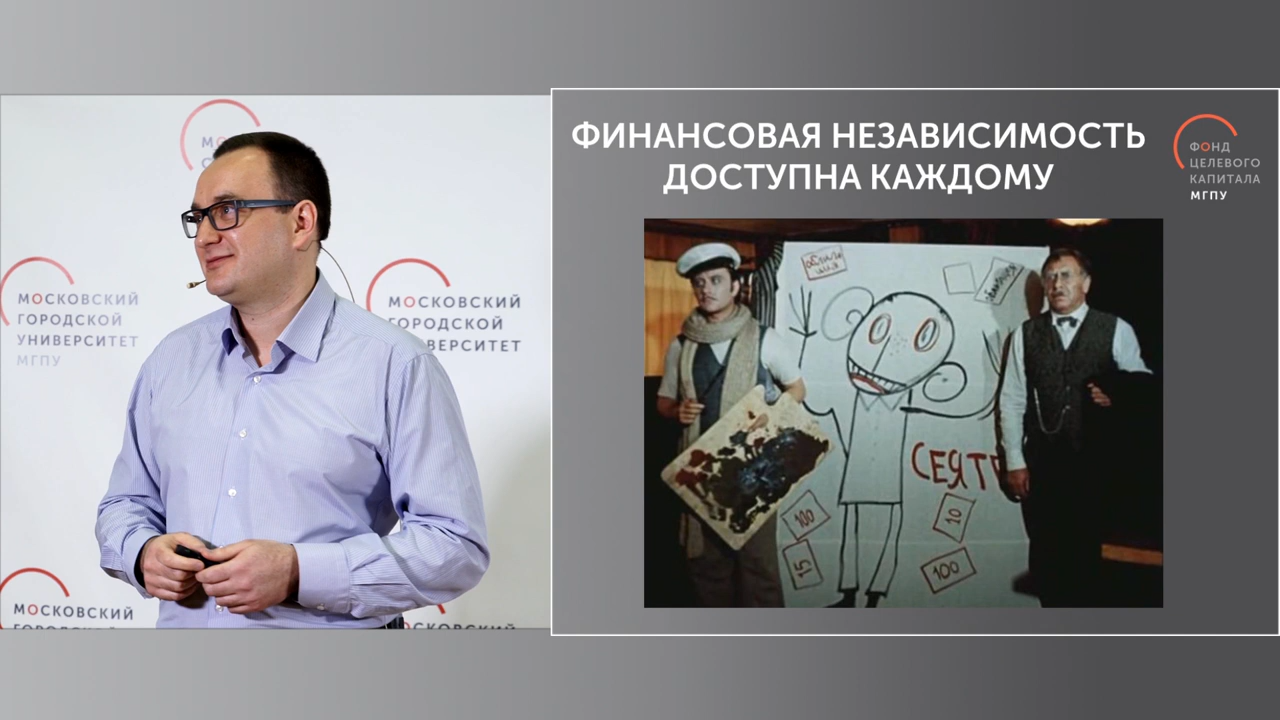 МОСКОВСКИЙ
ГОРОДСКОЙ
УНИВЕРСИТЕТ
МГПУ
МОСКОВСКИЙ
ГОРОДСКОЙ
ВЕРСИТЕТ
МОСКОВСКИЙ
ФИНАНСОВАЯ НЕЗАВИСИМОСТЬ
ДОСТУПНА КАЖДОМУ
ФОНД
ЦЕЛЕВОГО
КАПИТАЛА
МГПУ
СЕЯТ
100
15
10
100